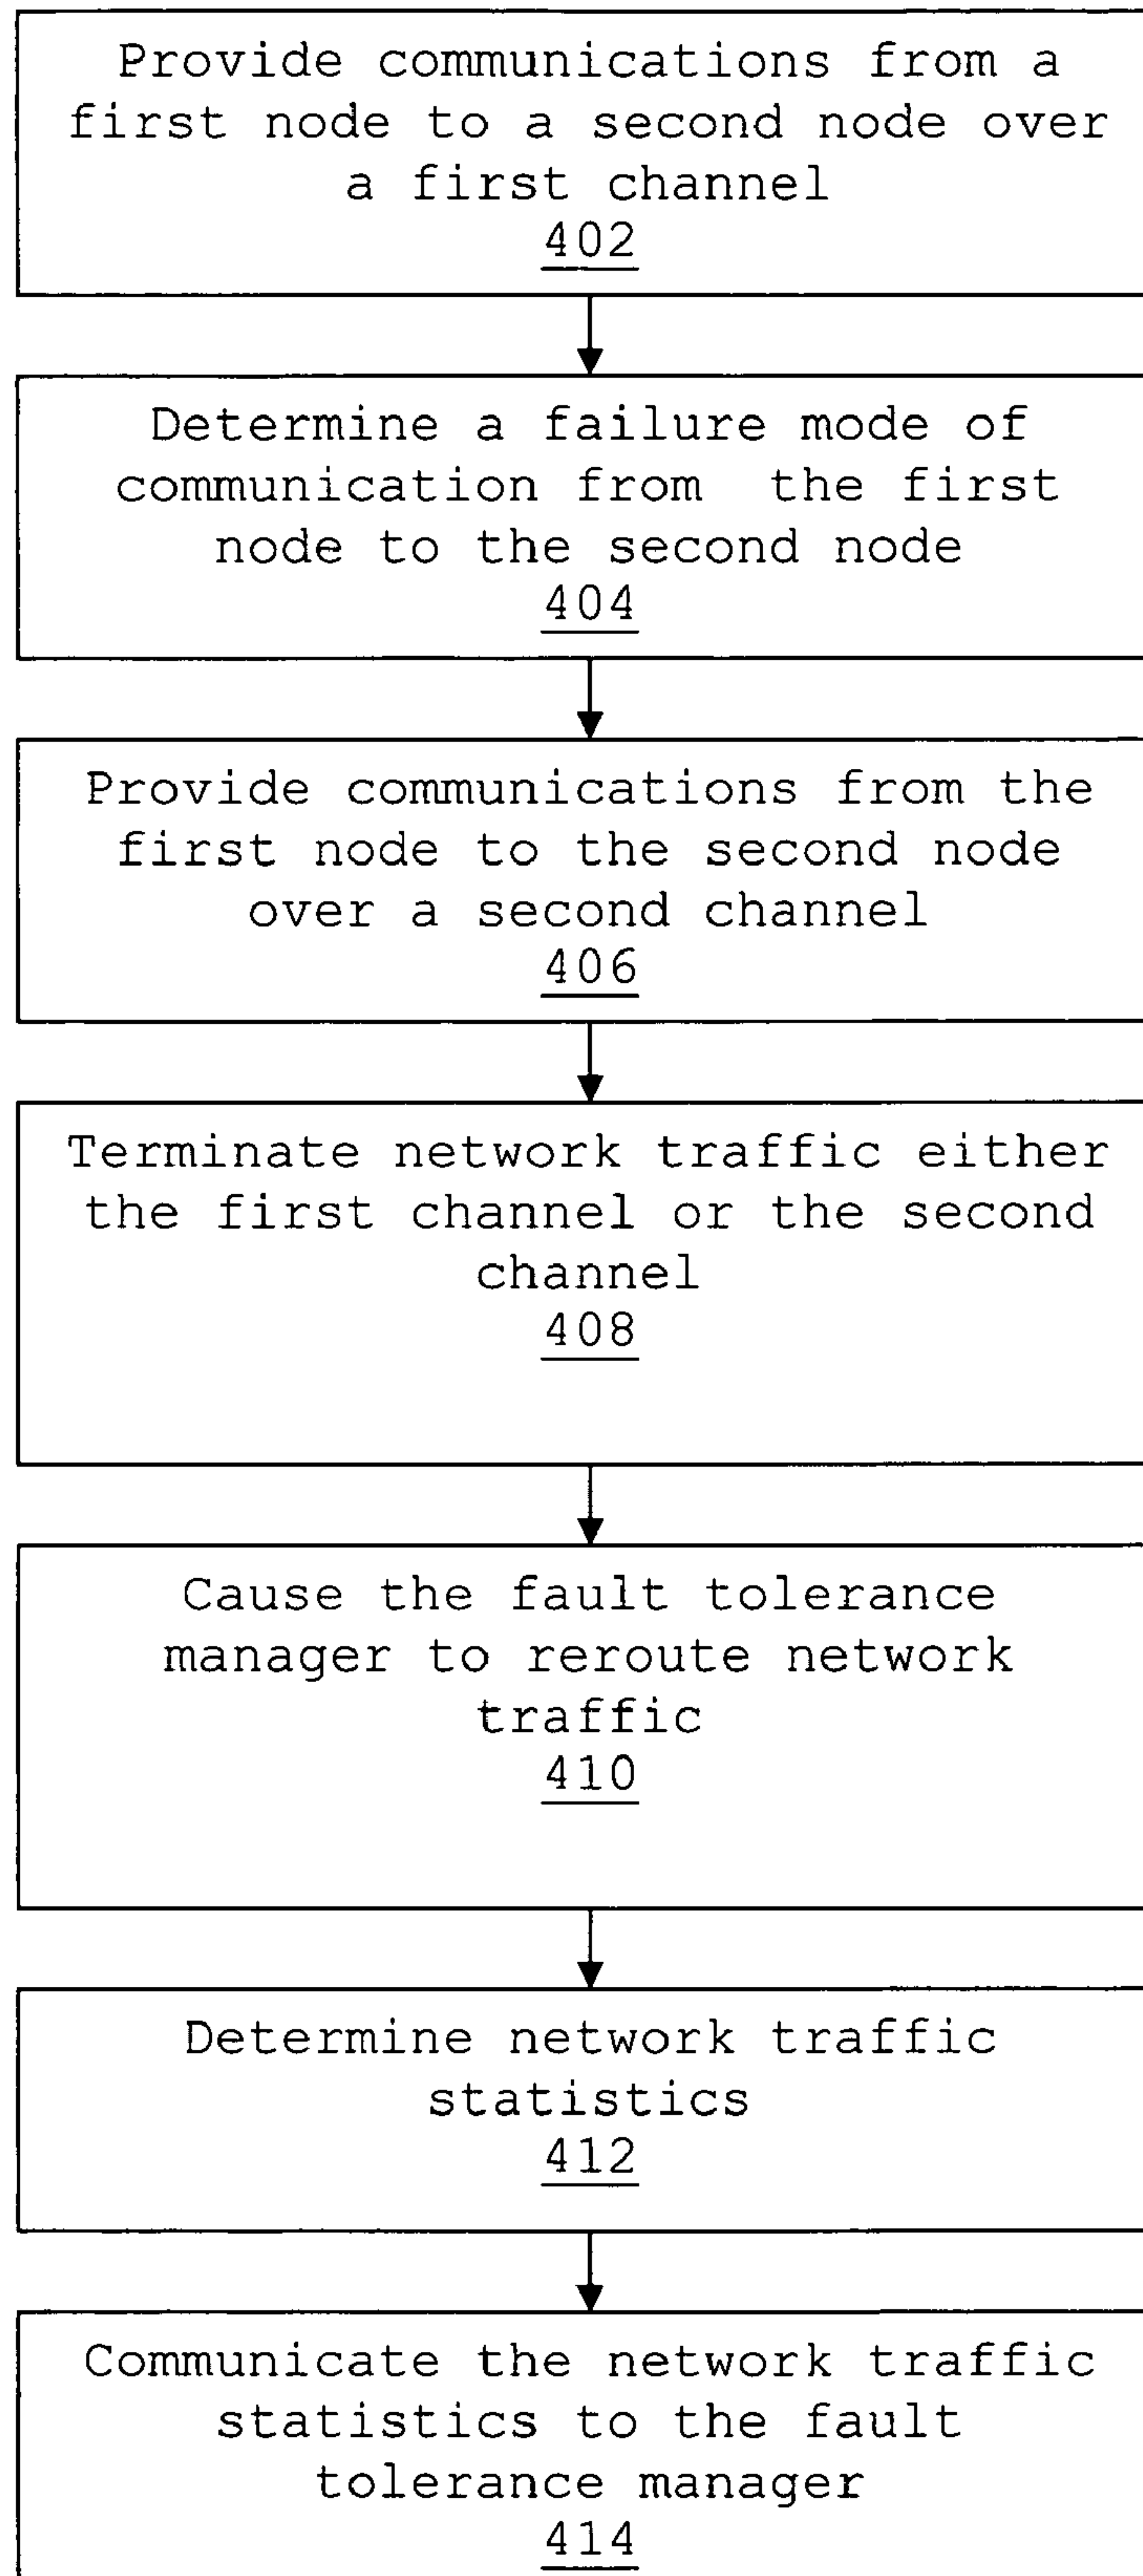 Provide communications from a
first node to a second node over
a first channel
402
Determine a failure mode of
communication from  the first
node to the second node
404
Provide communications from the
first node to the second node
over a second channel
406
Terminate network traffic either
the first channel or the second
channel
408
Cause the fault tolerance
manager to reroute network
traffic
410
Determine network traffic
statistics
412
Communicate the network traffic
statistics to the fault
tolerance manager
414